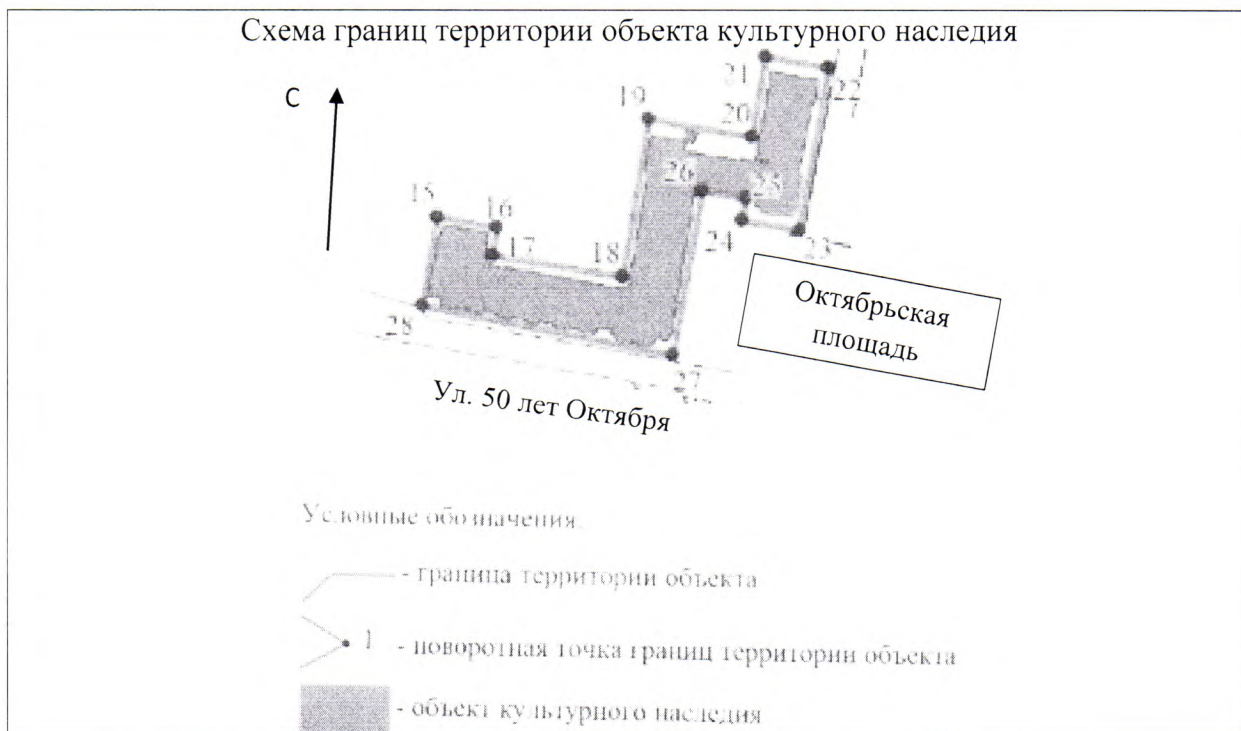 Схема границ территории объекта культурного наследия
С
21
22
19
20
26
25
15
16
24
17
18
23
Октябрьская
площадь
28
27
Ул. 50 лет Октября
Условные обозначения:
- граница территории объекта
1 - поворотная точка границ территории объекта
- объект культурного наследия